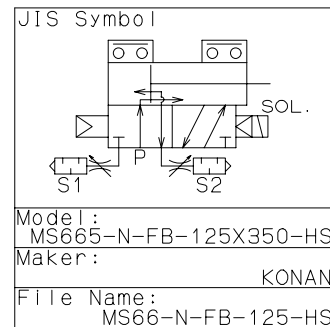 JIS Symbol
SOL.
P
S1 S2
Model:
MS665-N-FB-125X350-HS
Maker:
KONAN
File Name:
MS66-N-FB-125-HS